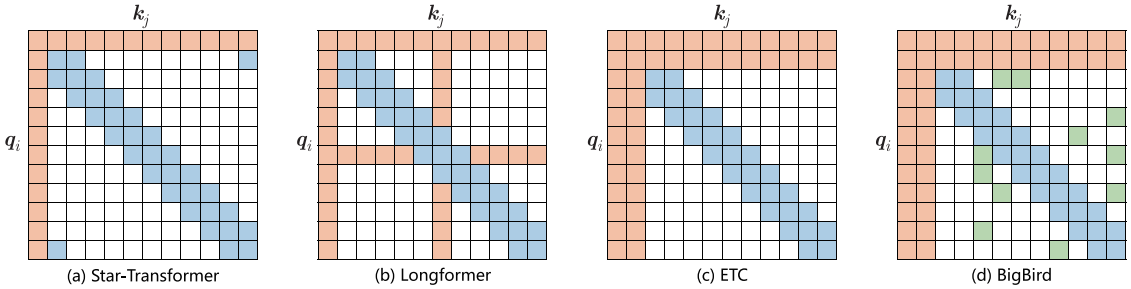 k_j
k_j
k_j
k_j
q_i
q_i
q_i
q_i
(a) Star-Transformer
(b) Longformer
(c) ETC
(d) BigBird